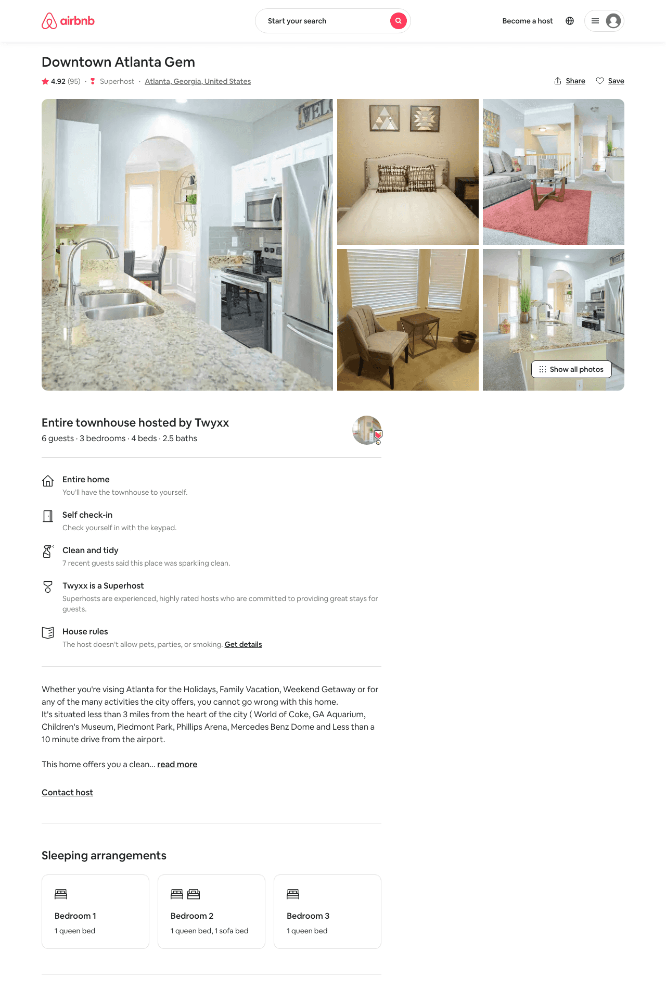 airbnb
Start your search
Become a host
Downtown Atlanta Gem
4.92 (95) · Superhost · Atlanta, Georgia, United States
Share
Save
Show all photos
Entire townhouse hosted by Twyxx
6 guests · 3 bedrooms · 4 beds · 2.5 baths
Entire home
You’ll have the townhouse to yourself.
Self check-in
Check yourself in with the keypad.
Clean and tidy
7 recent guests said this place was sparkling clean.
Twyxx is a Superhost
Superhosts are experienced, highly rated hosts who are committed to providing great stays for
guests.
House rules
The host doesn’t allow pets, parties, or smoking. Get details
Whether you're vising Atlanta for the Holidays, Family Vacation, Weekend Getaway or for
any of the many activities the city offers, you cannot go wrong with this home.
It's situated less than 3 miles from the heart of the city ( World of Coke, GA Aquarium,
Children's Museum, Piedmont Park, Phillips Arena, Mercedes Benz Dome and Less than a
10 minute drive from the airport.
This home offers you a clean... read more
Contact host
Sleeping arrangements
Bedroom 1
1 queen bed
Bedroom 2
1 queen bed, 1 sofa bed
Bedroom 3
1 queen bed